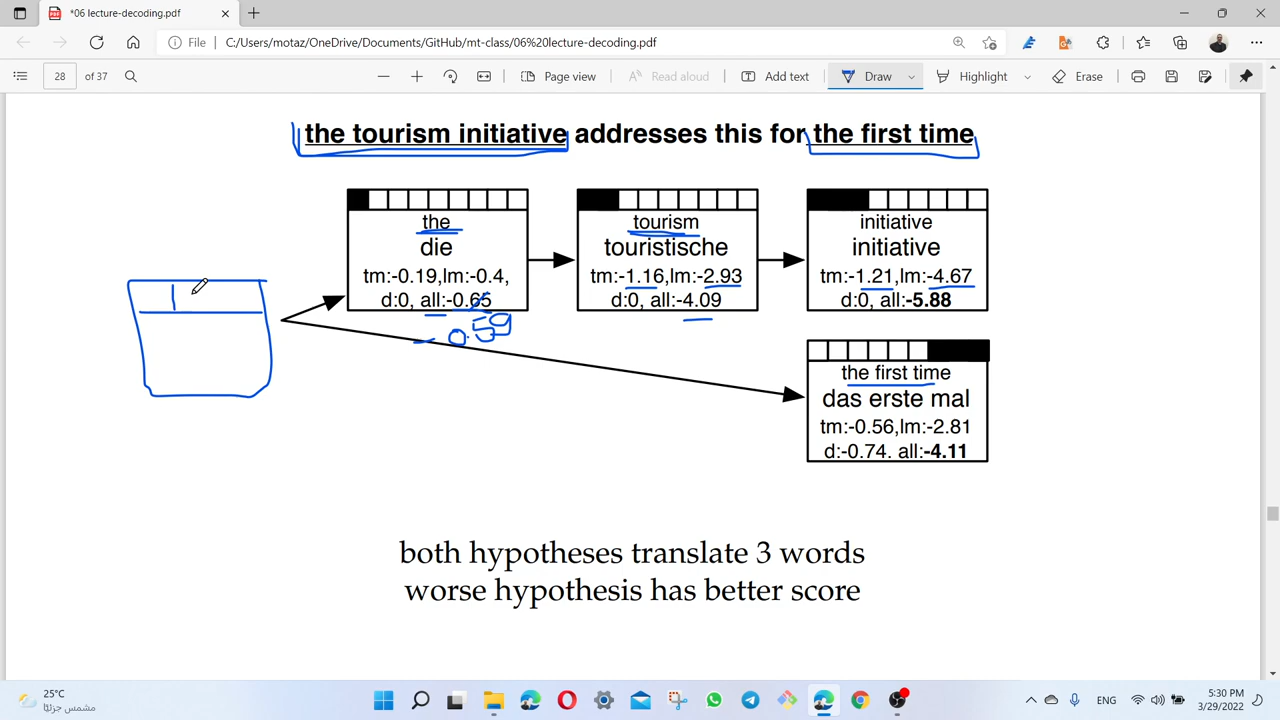 *06 lecture-decoding.pdf
File C:/Users/motaz/OneDrive/Documents/GitHub/mt-class/06%20lecture-decoding.pdf
28 of 37 Page view Read aloud Add text Draw Highlight Erase
the tourism initiative addresses this for the first time
the
die
tm:-0.19,lm:-0.4,
d:0, all:-0.65
-0.59
tourism
touristische
tm:-1.16,lm:-2.93
d:0, all:-4.09
initiative
initiative
tm:-1.21,lm:-4.67
d:0, all:-5.88
the first time
das erste mal
tm:-0.56,lm:-2.81
d:-0.74. all:-4.11
both hypotheses translate 3 words
worse hypothesis has better score
25°C
مشمس جزئيًا
ENG
5:30 PM
3/29/2022